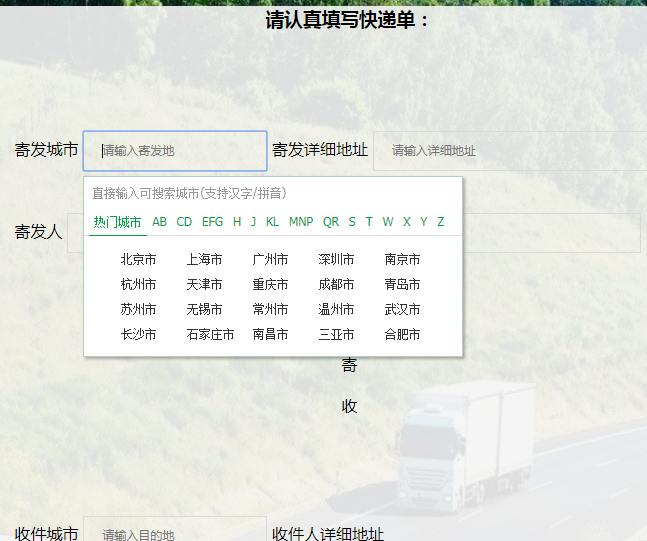 请认真填写快递单：
寄发城市 请输入寄发地 寄发详细地址 请输入详细地址
直接输入可搜索城市(支持汉字/拼音)
热门城市 AB CD EFG H J KL MNP QR S T W X Y Z
寄发人
北京市 上海市 广州市 深圳市 南京市
杭州市 天津市 重庆市 成都市 青岛市
苏州市 无锡市 常州市 温州市 武汉市
长沙市 石家庄市 南昌市 三亚市 合肥市
寄
收
收件城市 请输入目的地 收件人详细地址